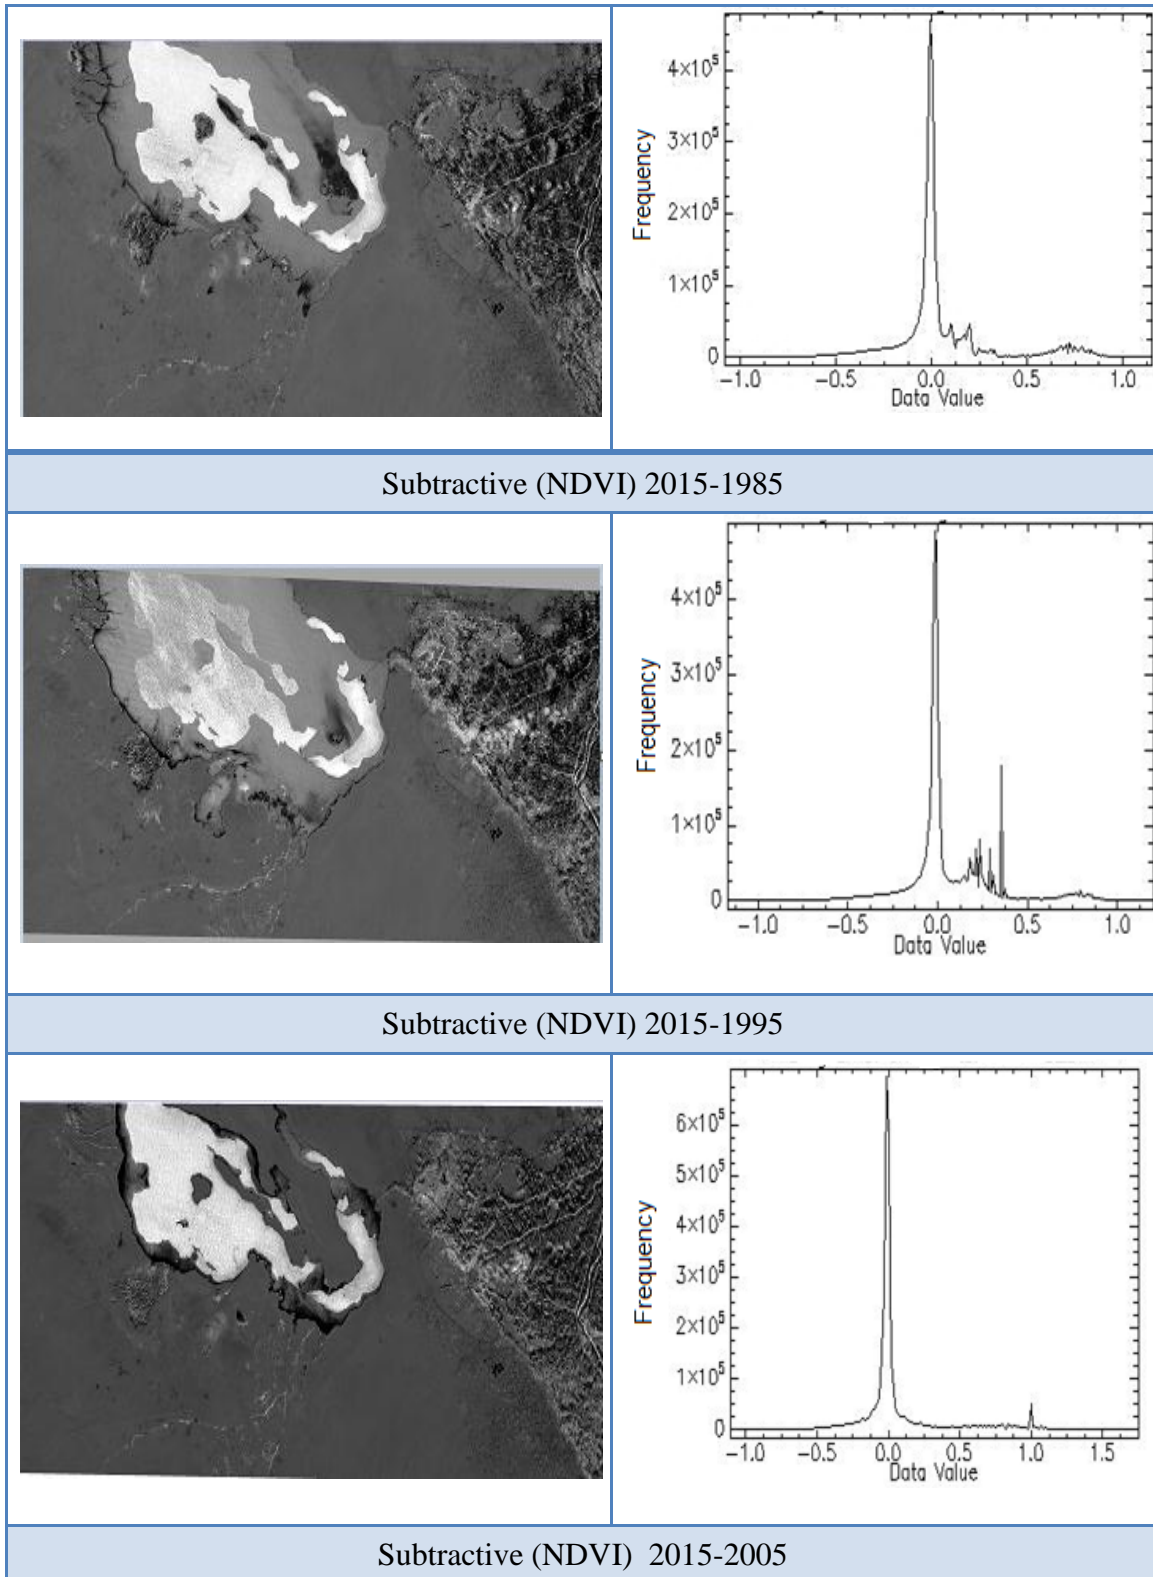 Frequency
4×10⁵
3×10⁵
2×10⁵
1×10⁵
0
-1.0 -0.5 0.0 0.5 1.0
Data Value
Subtractive (NDVI) 2015-1985
Frequency
4×10⁵
3×10⁵
2×10⁵
1×10⁵
0
-1.0 -0.5 0.0 0.5 1.0
Data Value
Subtractive (NDVI) 2015-1995
Frequency
6×10⁵
5×10⁵
4×10⁵
3×10⁵
2×10⁵
1×10⁵
0
-1.0 -0.5 0.0 0.5 1.0 1.5
Data Value
Subtractive (NDVI) 2015-2005